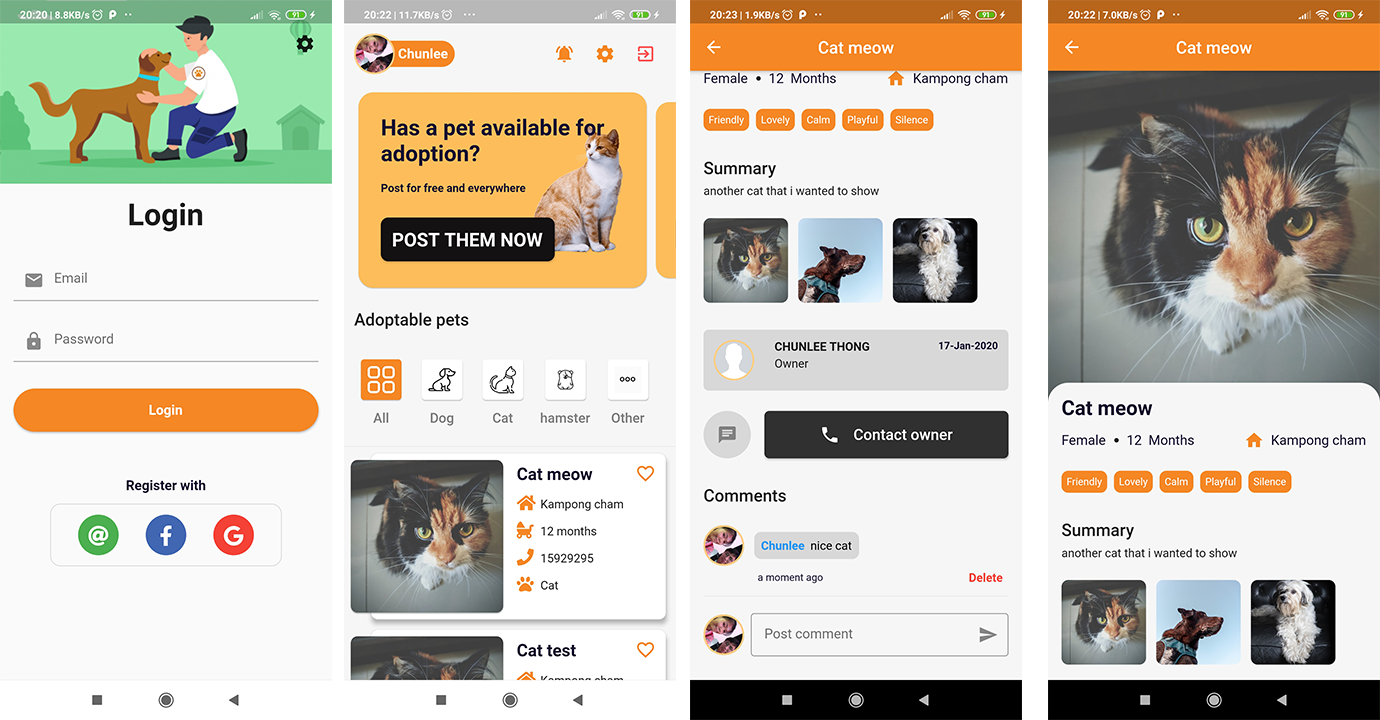 20:20 | 8.8KB/s
91
Login
Email
Password
Login
Register with
@
f
G
20:22 | 11.7KB/s
91
Chunlee
Has a pet available for
adoption?
Post for free and everywhere
POST THEM NOW
Adoptable pets
All
Dog
Cat
hamster
Other
Cat meow
Kampong cham
12 months
15929295
Cat
Cat test
Kampong cham
20:23 | 1.9KB/s
91
Cat meow
Female • 12 Months
Kampong cham
Friendly
Lovely
Calm
Playful
Silence
Summary
another cat that i wanted to show
CHUNLEE THONG
17-Jan-2020
Owner
Contact owner
Comments
Chunlee nice cat
a moment ago
Delete
Post comment
20:22 | 7.0KB/s
91
Cat meow
Cat meow
Female • 12 Months
Kampong cham
Friendly
Lovely
Calm
Playful
Silence
Summary
another cat that i wanted to show